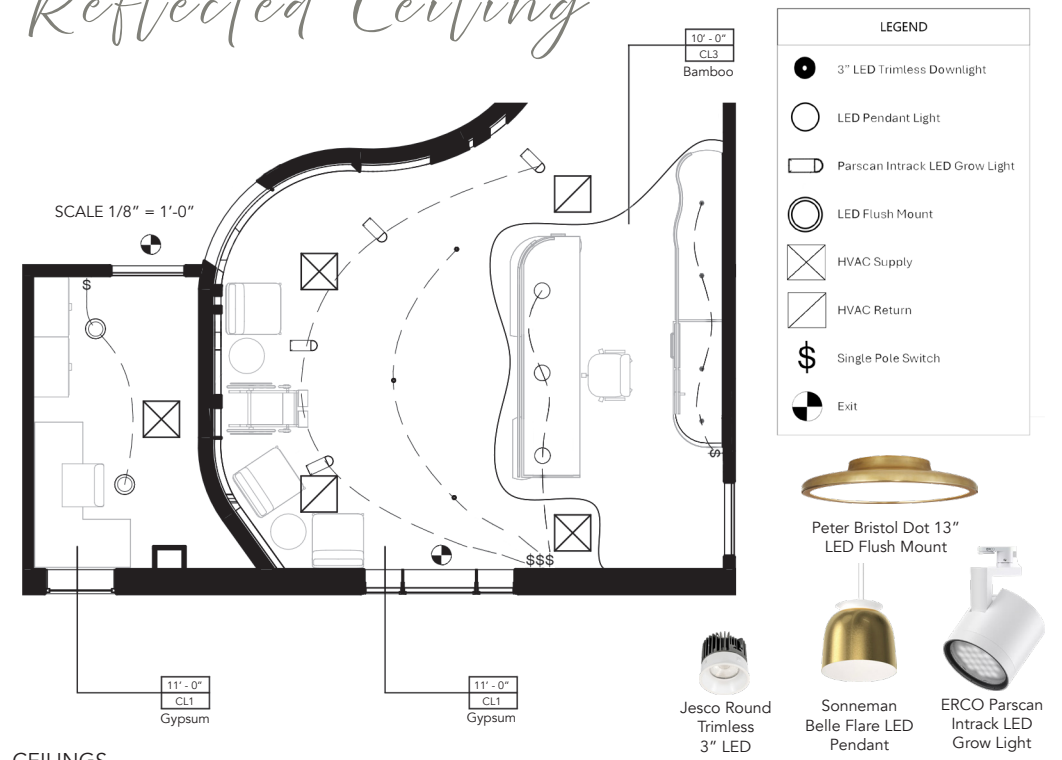 Reflected Ceiling
10' - 0"
CL3
Bamboo
LEGEND
3" LED Trimless Downlight
LED Pendant Light
Parscan Intrack LED Grow Light
LED Flush Mount
HVAC Supply
HVAC Return
$
Single Pole Switch
Exit
SCALE 1/8" = 1'-0"
$
$
$$$
11' - 0"
CL1
Gypsum
11' - 0"
CL1
Gypsum
Peter Bristol Dot 13"
LED Flush Mount
Jesco Round
Trimless
3" LED
Sonneman
Belle Flare LED
Pendant
ERCO Parscan
Intrack LED
Grow Light
CEILINGS